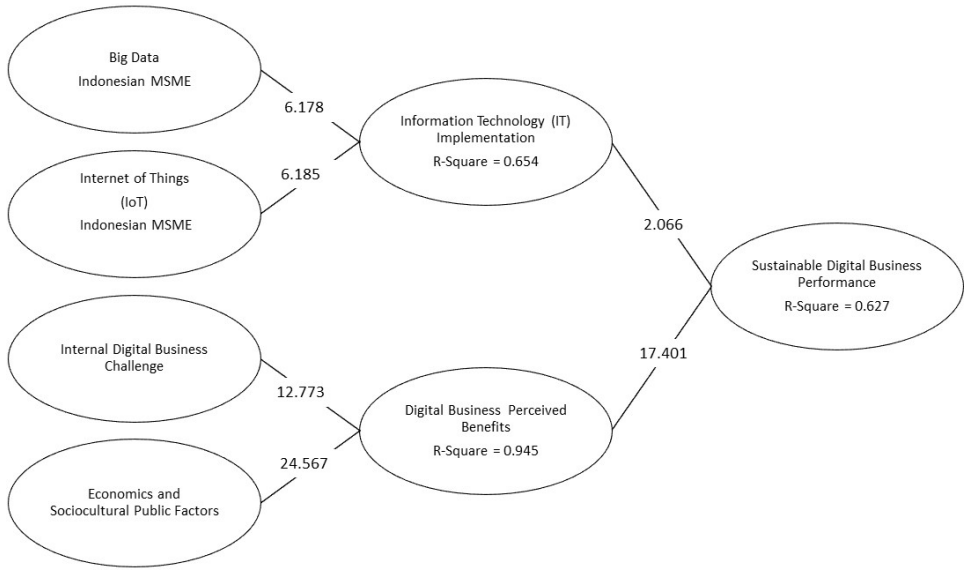 Big Data
Indonesian MSME
6.178
Information Technology (IT)
Implementation
R-Square = 0.654
Internet of Things
(IoT)
Indonesian MSME
6.185
2.066
Sustainable Digital Business
Performance
R-Square = 0.627
Internal Digital Business
Challenge
12.773
17.401
Digital Business Perceived
Benefits
R-Square = 0.945
24.567
Economics and
Sociocultural Public Factors